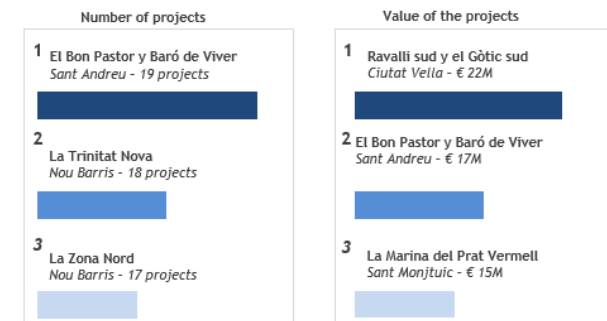 Number of projects
1 El Bon Pastor y Baró de Viver
Sant Andreu - 19 projects
2
La Trinitat Nova
Nou Barris - 18 projects
3
La Zona Nord
Nou Barris - 17 projects
Value of the projects
1 Ravalli sud y el Gòtic sud
Ciutat Vella - € 22M
2 El Bon Pastor y Baró de Viver
Sant Andreu - € 17M
3 La Marina del Prat Vermell
Sant Monjtuic - € 15M